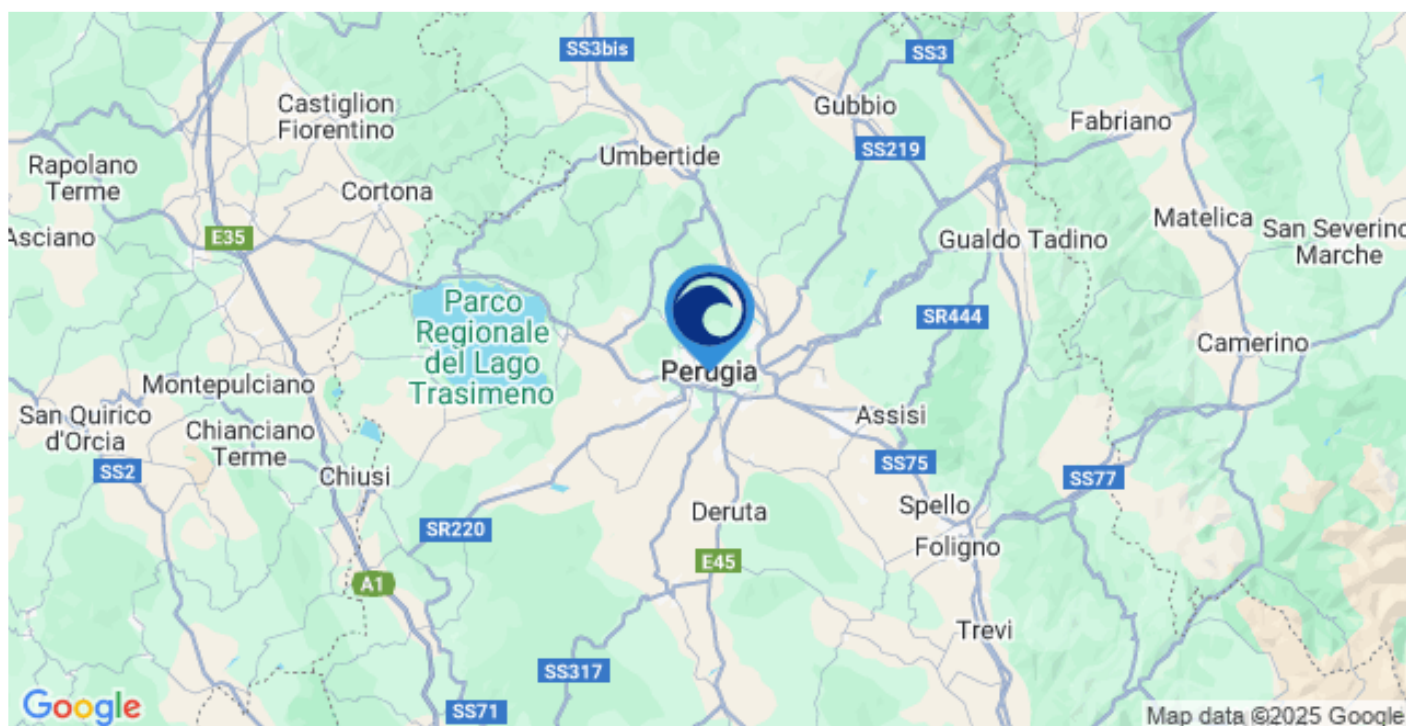 SS3bis
SS3
Castiglion
Fiorentino
Gubbio
Fabriano
Umbertide
SS219
Rapolano
Terme
Cortona
Matelica
Asciano
E35
Gualdo Tadino
San Severino
Marche
Parco
Regionale
del Lago
Trasimeno
SR444
Camerino
Perugia
Montepulciano
San Quirico
d'Orcia
Assisi
Chianciano
Terme
SS2
Chiusi
SS75
SS77
Spello
Deruta
SR220
Foligno
E45
A1
Trevi
SS317
SS71
Google
Map data ©2025 Google